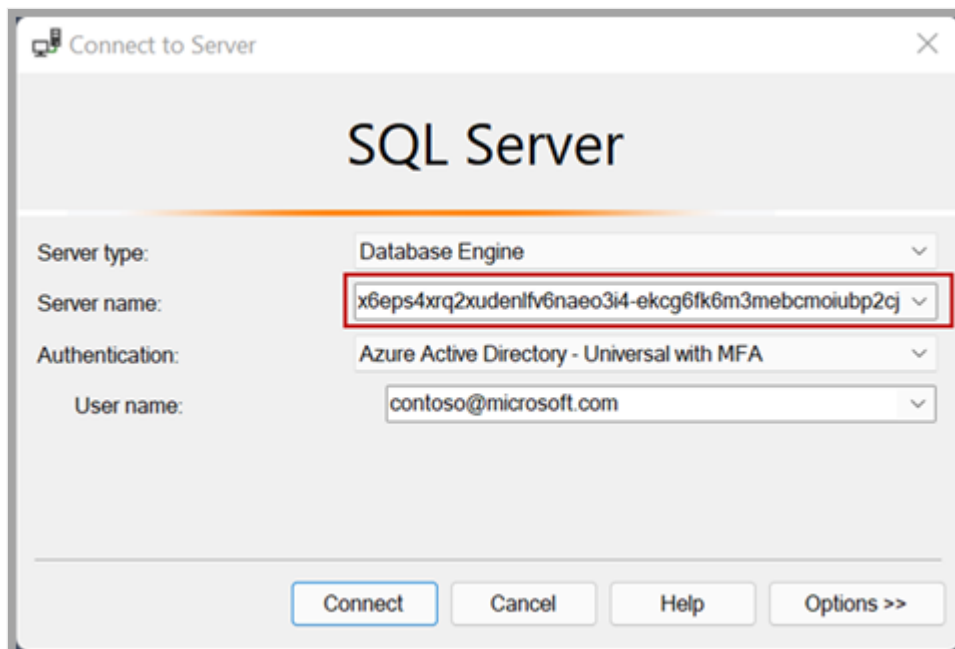 Connect to Server
SQL Server
Server type:
Database Engine
Server name:
x6eps4xrq2xudenlfv6naeo3i4-ekcg6fk6m3mebcmoiubp2cj
Authentication:
Azure Active Directory - Universal with MFA
User name:
contoso@microsoft.com
Connect
Cancel
Help
Options >>